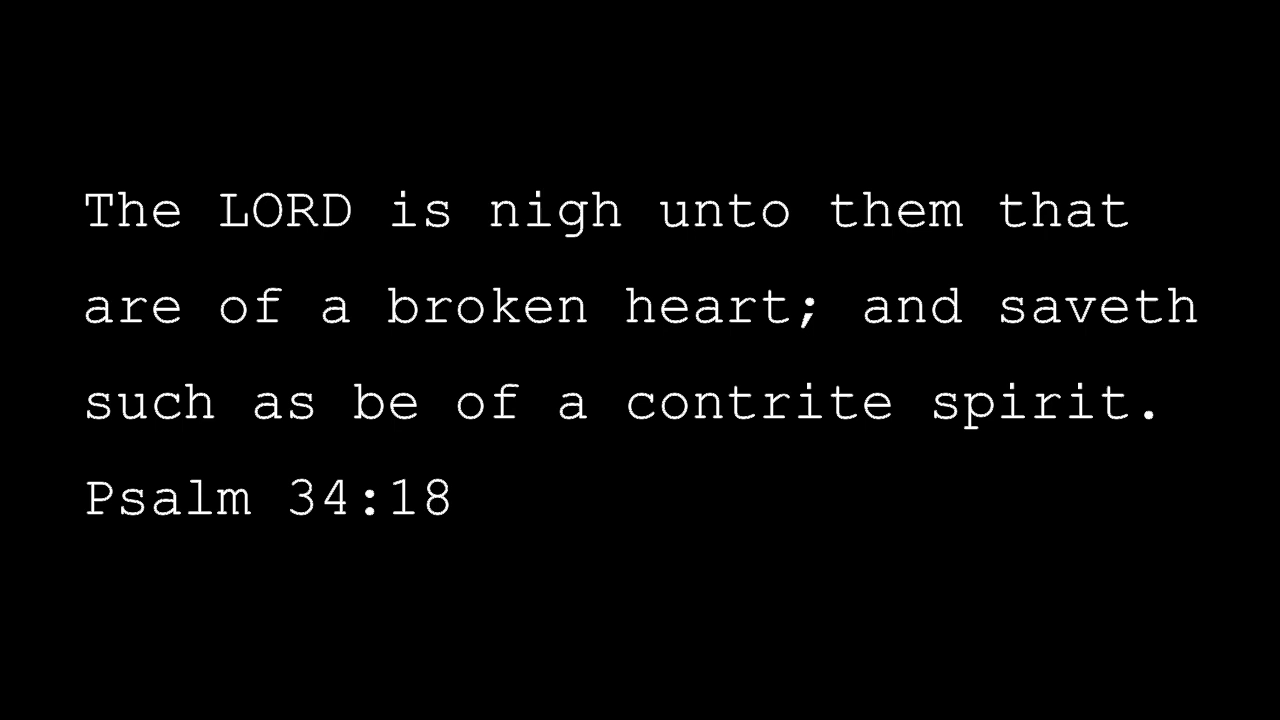 The LORD is nigh unto them that
are of a broken heart; and saveth
such as be of a contrite spirit.
Psalm 34:18